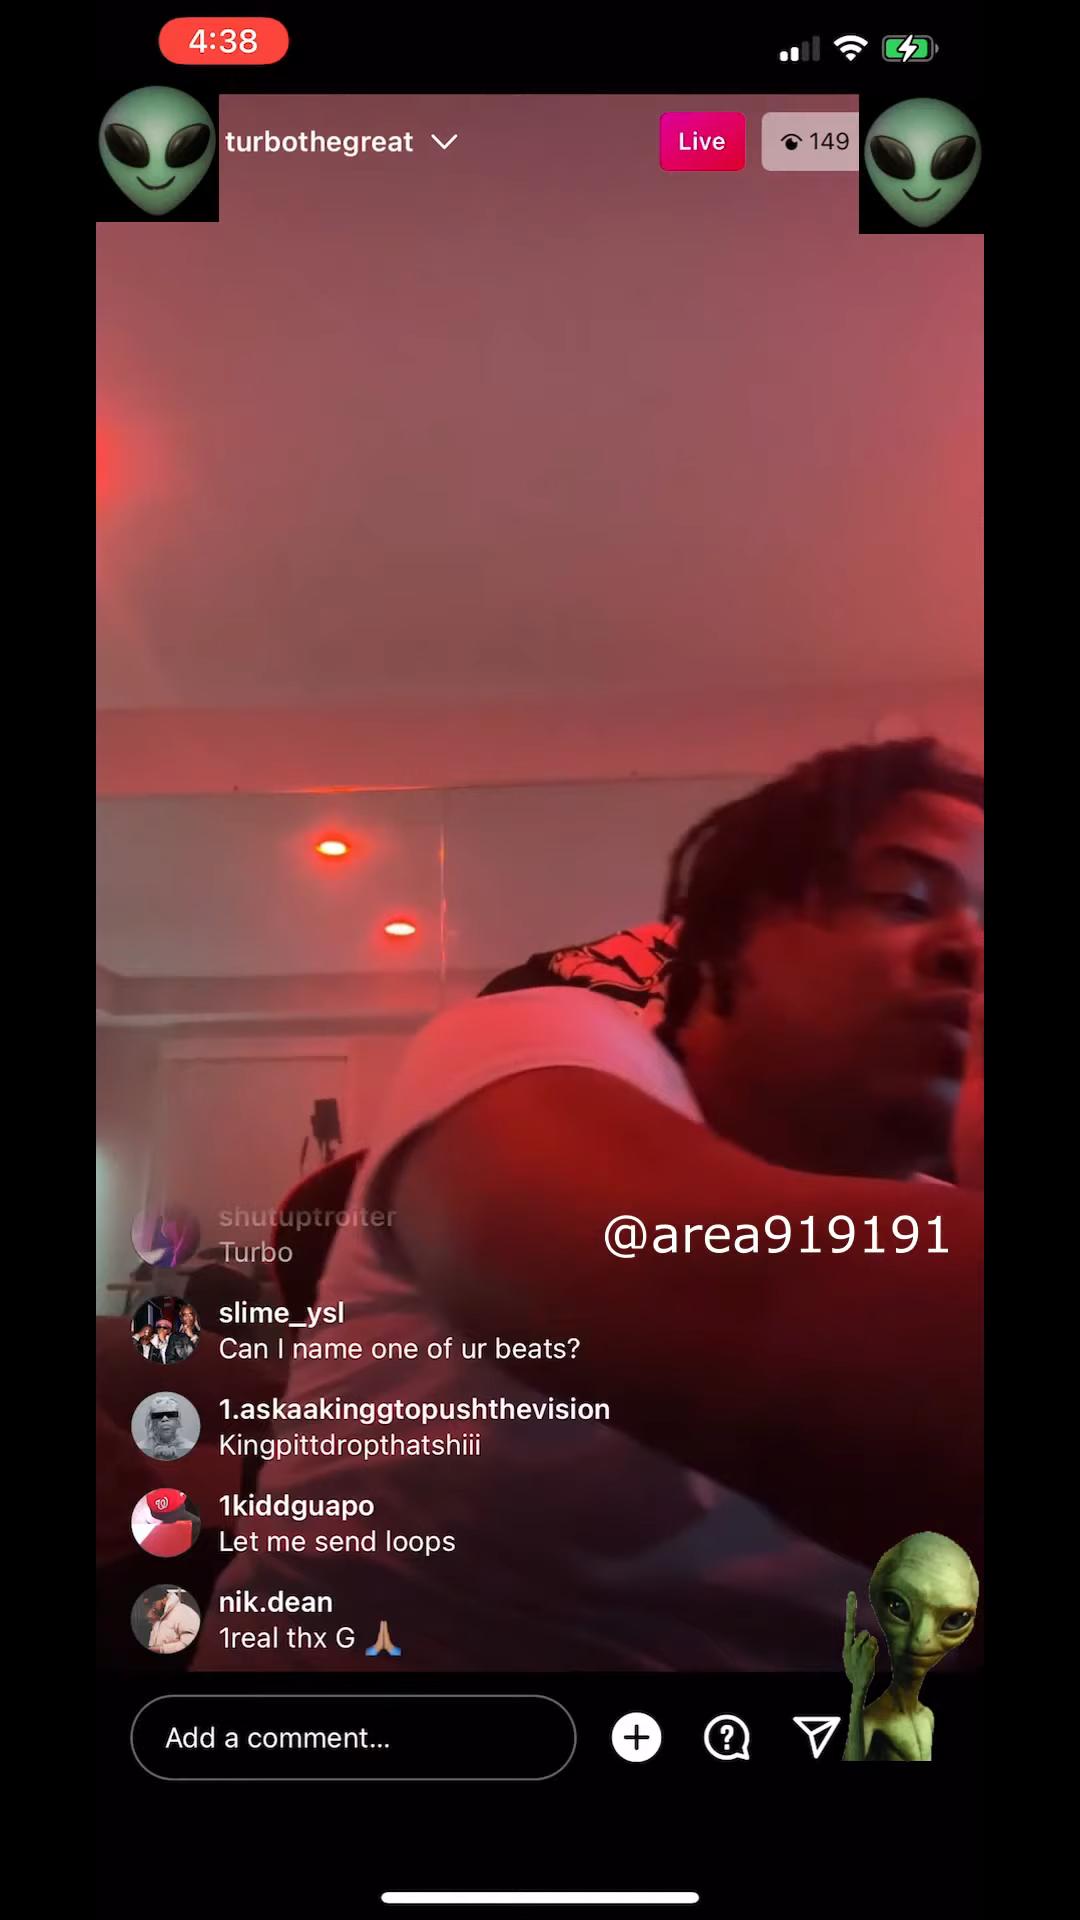 4:38
turbothegreat
Live
149
shutuptroiter
Turbo
@area919191
slime_ysl
Can I name one of ur beats?
1.askaakinggtopushthevision
Kingpittdropthatshiii
1kiddguapo
Let me send loops
nik.dean
1real thx G 🙏🏽
Add a comment...